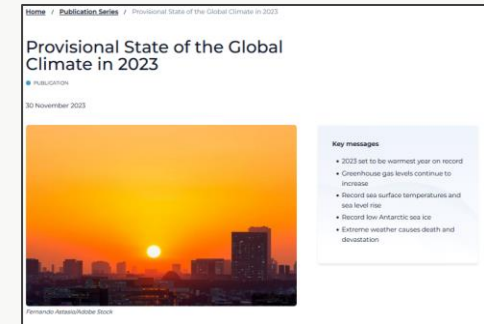 Home / Publication Series / Provisional State of the Global Climate in 2023
Provisional State of the Global
Climate in 2023
PUBLICATION
30 November 2023
Key messages
2023 set to be warmest year on record
Greenhouse gas levels continue to
increase
Record sea surface temperatures and
sea level rise
Record low Antarctic sea ice
Extreme weather causes death and
devastation
Fernando Astasio/Adobe Stock